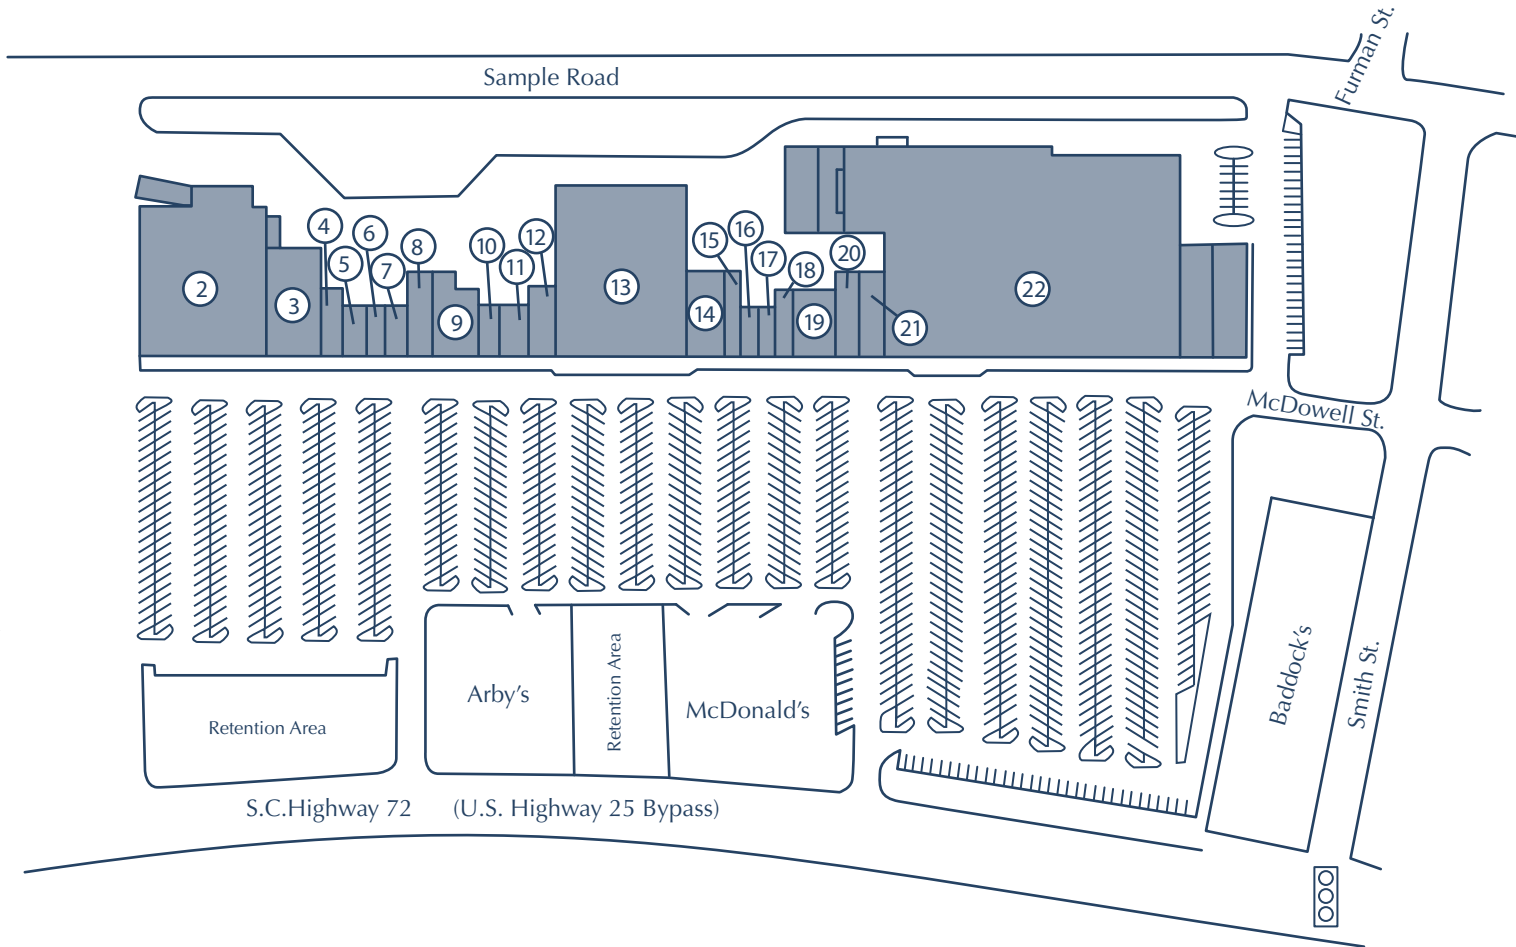 Furman St.
Sample Road
4
6
16
12
8
10
15
20
5
11
17
7
18
2
13
22
3
14
19
9
21
McDowell St.
Baddock's
Smith St.
Retention Area
Arby's
McDonald's
Retention Area
S.C.Highway 72 (U.S. Highway 25 Bypass)